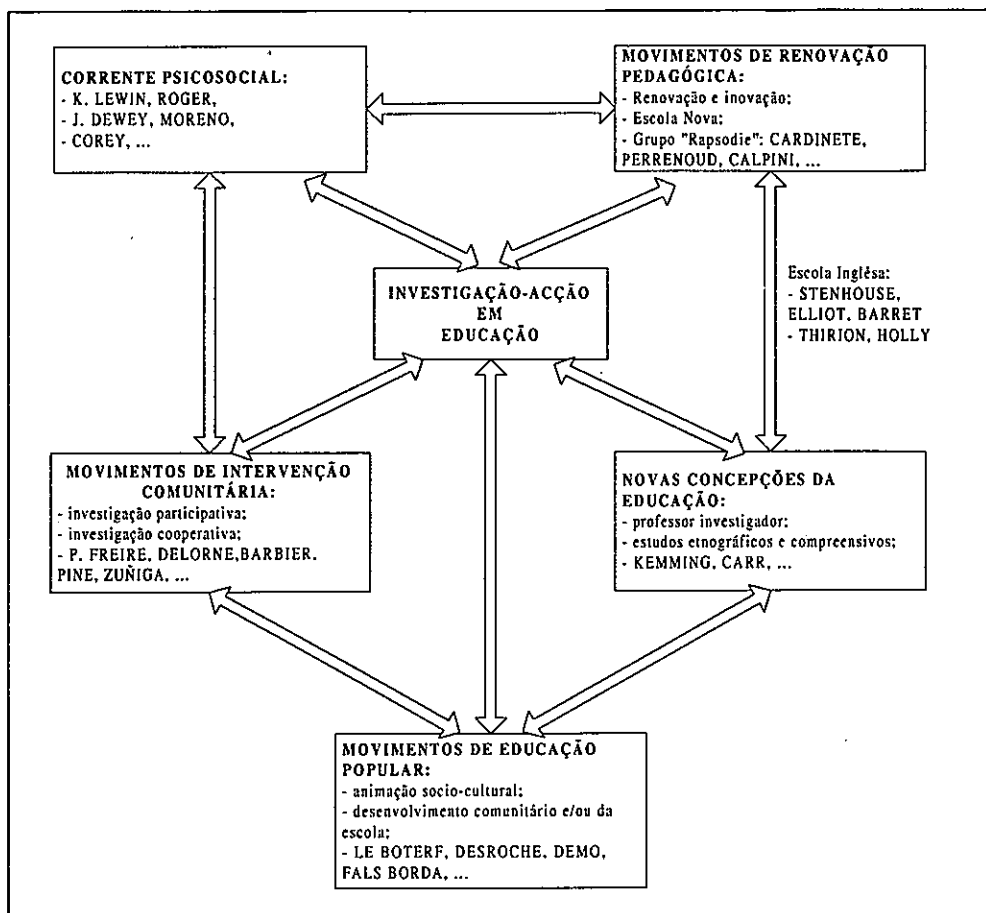 CORRENTE PSICOSOCIAL:
- K. LEWIN, ROGER,
- J. DEWEY, MORENO,
- COREY, ...
MOVIMENTOS DE RENOVAÇÃO
PEDAGÓGICA:
- Renovação e inovação;
- Escola Nova;
- Grupo "Rapsodie": CARDINETE,
PERRENOUD, CALPINI, ...
INVESTIGAÇÃO-ACÇÃO
EM
EDUCAÇÃO
Escola Inglêsa:
- STENHOUSE,
ELLIOT, BARRET
- THIRION, HOLLY
MOVIMENTOS DE INTERVENÇÃO
COMUNITÁRIA:
- investigação participativa;
- investigação cooperativa;
- P. FREIRE, DELORNE,BARBIER.
PINE, ZUÑIGA, ...
NOVAS CONCEPÇÕES DA
EDUCAÇÃO:
- professor investigador;
- estudos etnográficos e compreensivos;
- KEMMING, CARR, ...
MOVIMENTOS DE EDUCAÇÃO
POPULAR:
- animação socio-cultural;
- desenvolvimento comunitário e/ou da
escola;
- LE BOTERF, DESROCHE, DEMO,
FALS BORDA, ...